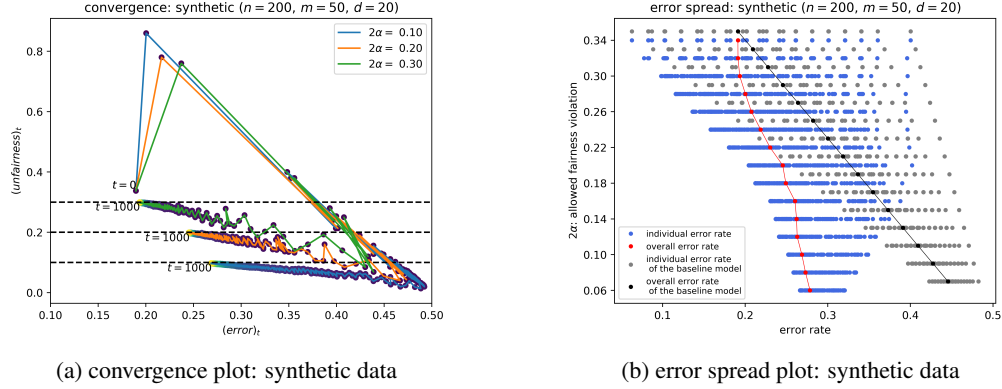 convergence: synthetic (n = 200, m = 50, d = 20)
2α = 0.10
2α = 0.20
2α = 0.30
0.8
0.6
0.4
0.2
0.0
(unfairness)t
t = 0
t = 1000
t = 1000
t = 1000
0.10 0.15 0.20 0.25 0.30 0.35 0.40 0.45 0.50
(error)t
(a) convergence plot: synthetic data
error spread: synthetic (n = 200, m = 50, d = 20)
0.34
0.30
0.26
0.22
0.18
0.14
0.10
0.06
2α: allowed fairness violation
individual error rate
overall error rate
individual error rate
of the baseline model
overall error rate
of the baseline model
0.1 0.2 0.3 0.4 0.5
error rate
(b) error spread plot: synthetic data